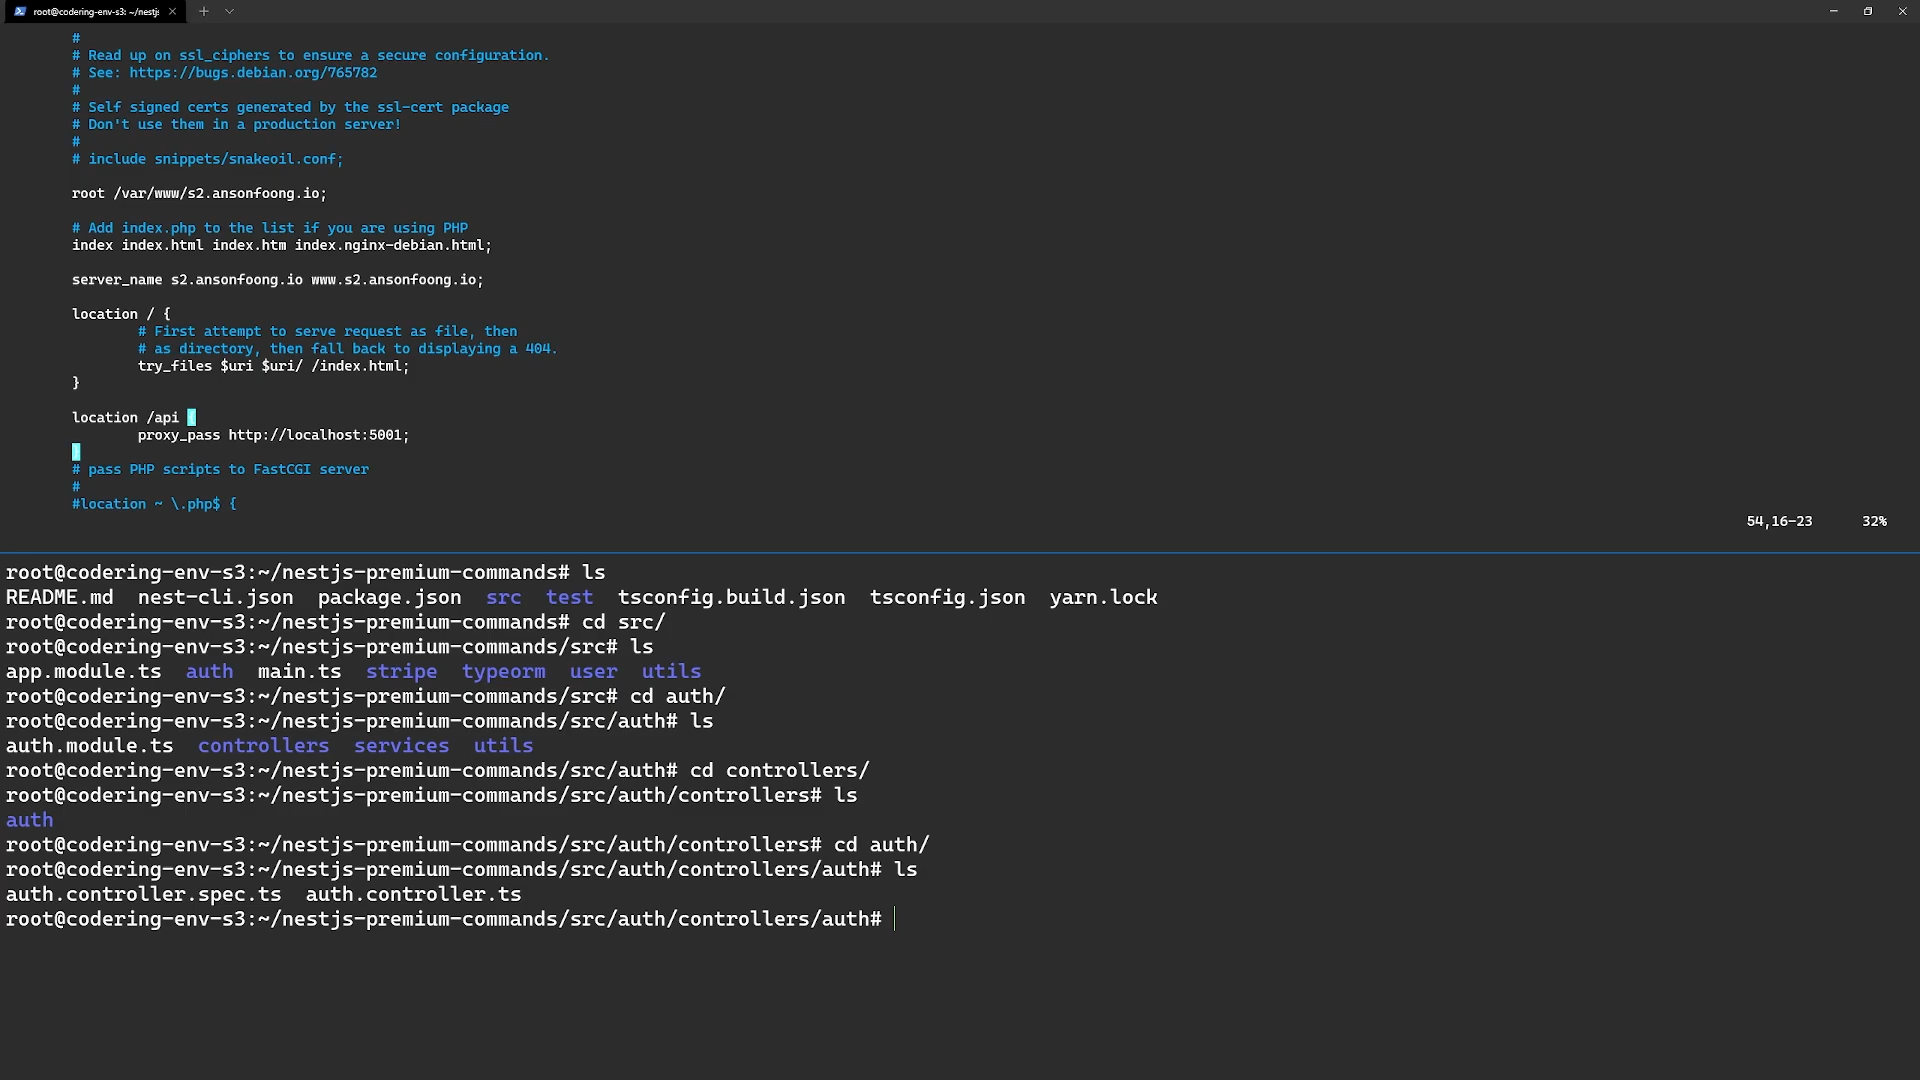 root@codering-env-s3: ~/nestjs
#
# Read up on ssl_ciphers to ensure a secure configuration.
# See: https://bugs.debian.org/765782
#
# Self signed certs generated by the ssl-cert package
# Don't use them in a production server!
#
# include snippets/snakeoil.conf;
root /var/www/s2.ansonfoong.io;
# Add index.php to the list if you are using PHP
index index.html index.htm index.nginx-debian.html;
server_name s2.ansonfoong.io www.s2.ansonfoong.io;
location / {
# First attempt to serve request as file, then
# as directory, then fall back to displaying a 404.
try_files $uri $uri/ /index.html;
}
location /api {
proxy_pass http://localhost:5001;
}
# pass PHP scripts to FastCGI server
#
#location ~ \.php$ {
54,16-23 32%
root@codering-env-s3:~/nestjs-premium-commands# ls
README.md nest-cli.json package.json src test tsconfig.build.json tsconfig.json yarn.lock
root@codering-env-s3:~/nestjs-premium-commands# cd src/
root@codering-env-s3:~/nestjs-premium-commands/src# ls
app.module.ts auth main.ts stripe typeorm user utils
root@codering-env-s3:~/nestjs-premium-commands/src# cd auth/
root@codering-env-s3:~/nestjs-premium-commands/src/auth# ls
auth.module.ts controllers services utils
root@codering-env-s3:~/nestjs-premium-commands/src/auth# cd controllers/
root@codering-env-s3:~/nestjs-premium-commands/src/auth/controllers# ls
auth
root@codering-env-s3:~/nestjs-premium-commands/src/auth/controllers# cd auth/
root@codering-env-s3:~/nestjs-premium-commands/src/auth/controllers/auth# ls
auth.controller.spec.ts auth.controller.ts
root@codering-env-s3:~/nestjs-premium-commands/src/auth/controllers/auth#